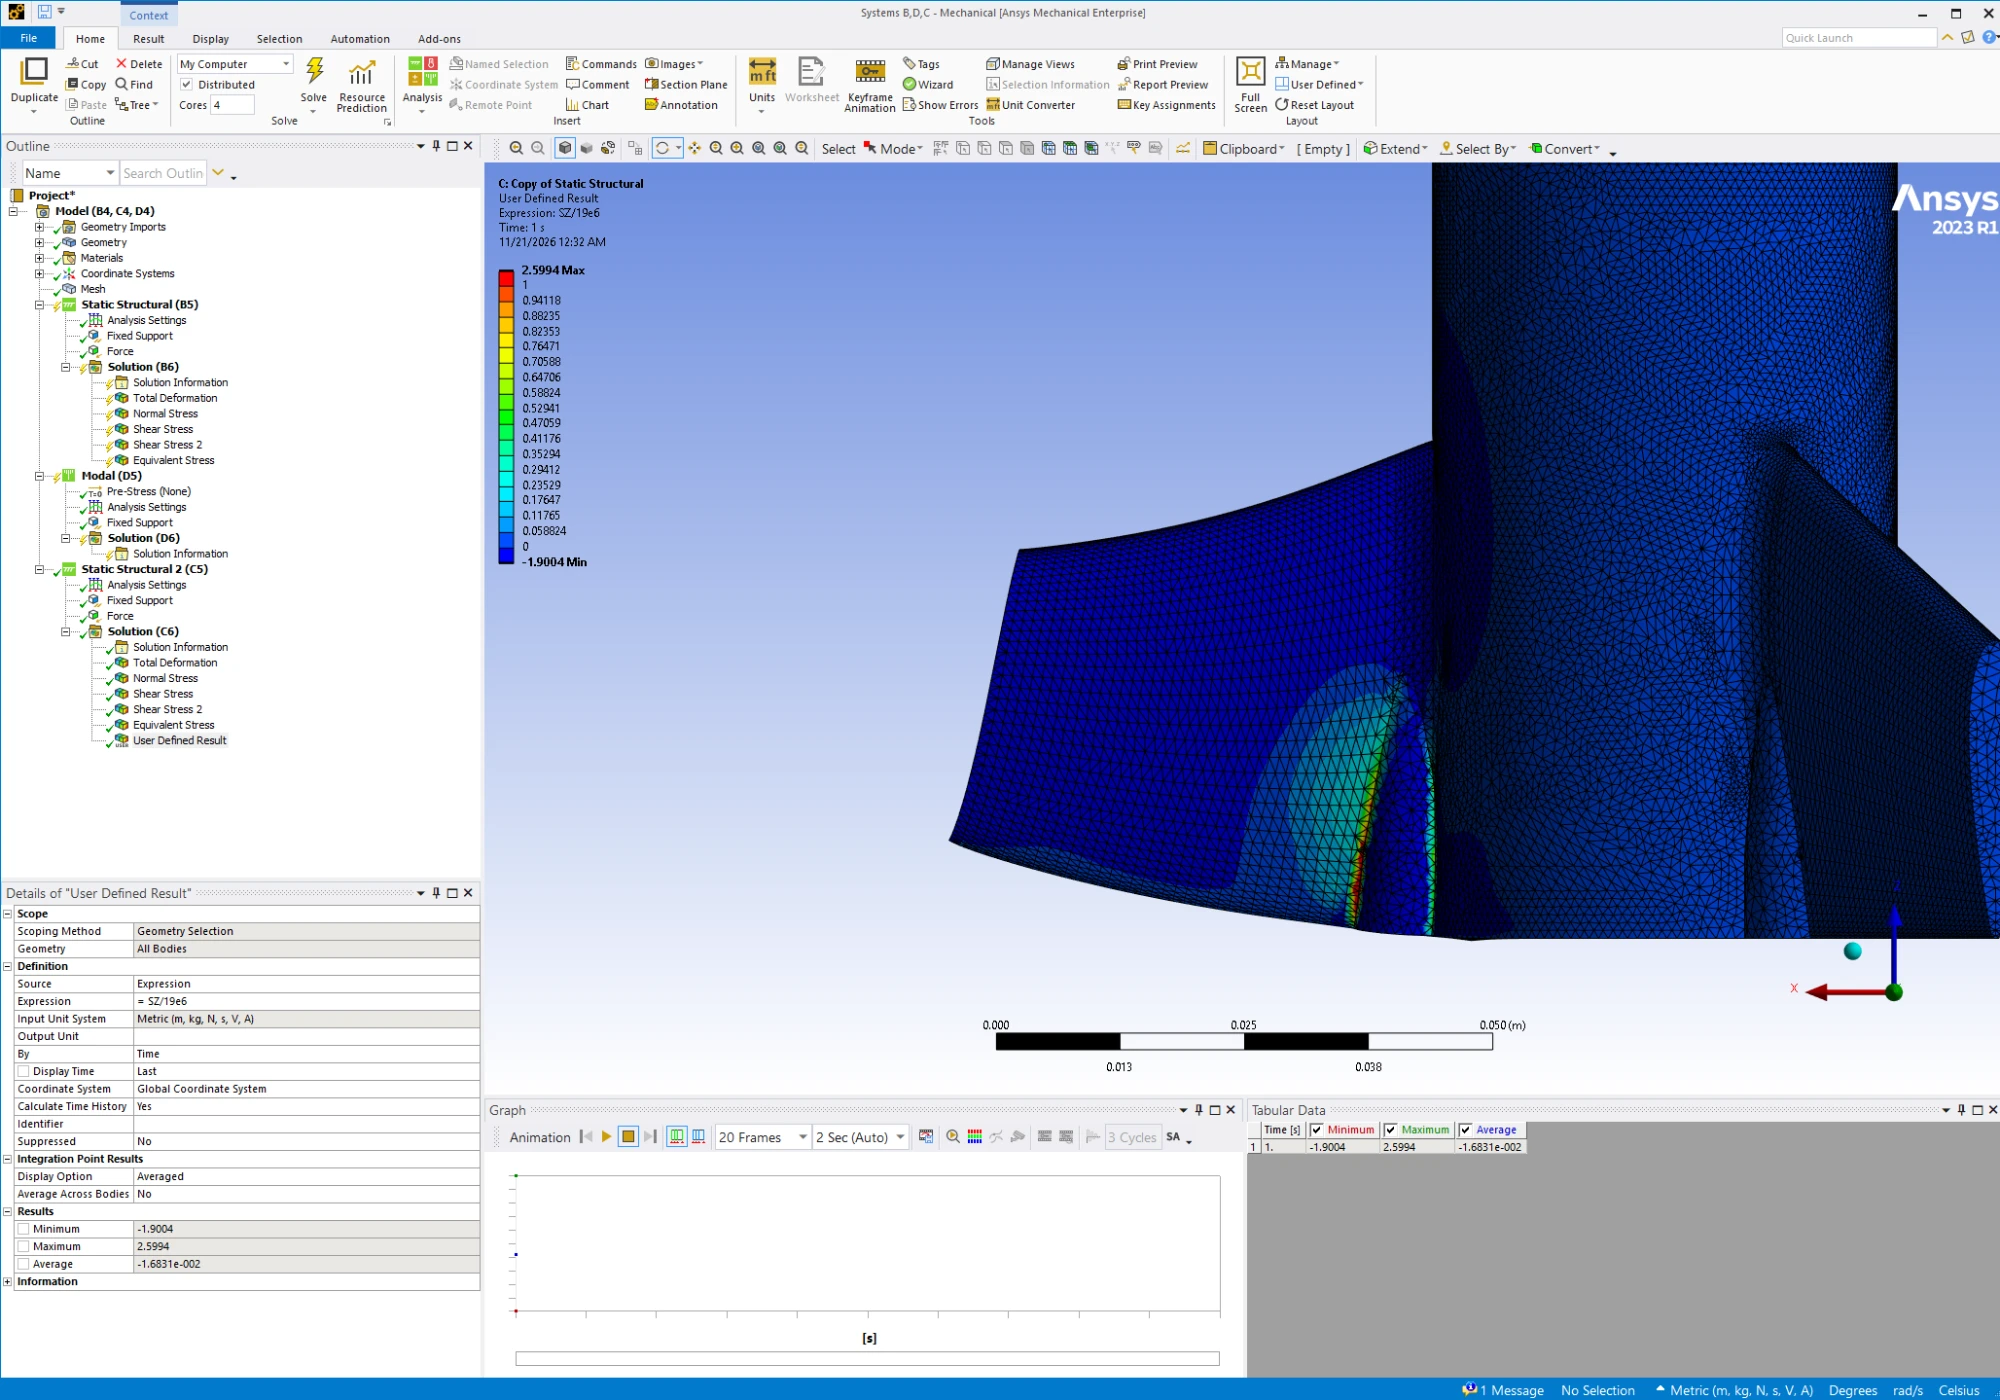 Context
Systems B,D,C - Mechanical [Ansys Mechanical Enterprise]
File Home Result Display Selection Automation Add-ons
Quick Launch
Duplicate
Cut
Copy
Paste
Delete
Find
Tree
Outline
My Computer
Distributed
Cores 4
Solve
Resource Prediction
Solve
Analysis
Named Selection
Coordinate System
Remote Point
Commands
Comment
Chart
Images
Section Plane
Annotation
Insert
Units
Worksheet
Keyframe Animation
Tags
Wizard
Show Errors
Manage Views
Selection Information
Unit Converter
Print Preview
Report Preview
Key Assignments
Tools
Full Screen
Manage
User Defined
Reset Layout
Layout
Outline
Name
Search Outlin
Select Mode Clipboard [ Empty ] Extend Select By Convert
Project*
Model (B4, C4, D4)
Geometry Imports
Geometry
Materials
Coordinate Systems
Mesh
Static Structural (B5)
Analysis Settings
Fixed Support
Force
Solution (B6)
Solution Information
Total Deformation
Normal Stress
Shear Stress
Shear Stress 2
Equivalent Stress
Modal (D5)
Pre-Stress (None)
Analysis Settings
Fixed Support
Solution (D6)
Solution Information
Static Structural 2 (C5)
Analysis Settings
Fixed Support
Force
Solution (C6)
Solution Information
Total Deformation
Normal Stress
Shear Stress
Shear Stress 2
Equivalent Stress
User Defined Result
C: Copy of Static Structural
User Defined Result
Expression: SZ/19e6
Time: 1 s
11/21/2026 12:32 AM
2.5994 Max
1
0.94118
0.88235
0.82353
0.76471
0.70588
0.64706
0.58824
0.52941
0.47059
0.41176
0.35294
0.29412
0.23529
0.17647
0.11765
0.058824
0
-1.9004 Min
Ansys
2023 R1
X
0.000 0.025 0.050 (m)
0.013 0.038
Details of "User Defined Result"
Scope
Scoping Method Geometry Selection
Geometry All Bodies
Definition
Source Expression
Expression = SZ/19e6
Input Unit System Metric (m, kg, N, s, V, A)
Output Unit
By Time
Display Time Last
Coordinate System Global Coordinate System
Calculate Time History Yes
Identifier
Suppressed No
Integration Point Results
Display Option Averaged
Average Across Bodies No
Results
Minimum -1.9004
Maximum 2.5994
Average -1.6831e-002
Information
Graph
Animation 20 Frames 2 Sec (Auto) 3 Cycles SA
[s]
Tabular Data
Time [s] Minimum Maximum Average
1 1. -1.9004 2.5994 -1.6831e-002
1 Message No Selection Metric (m, kg, N, s, V, A) Degrees rad/s Celsius